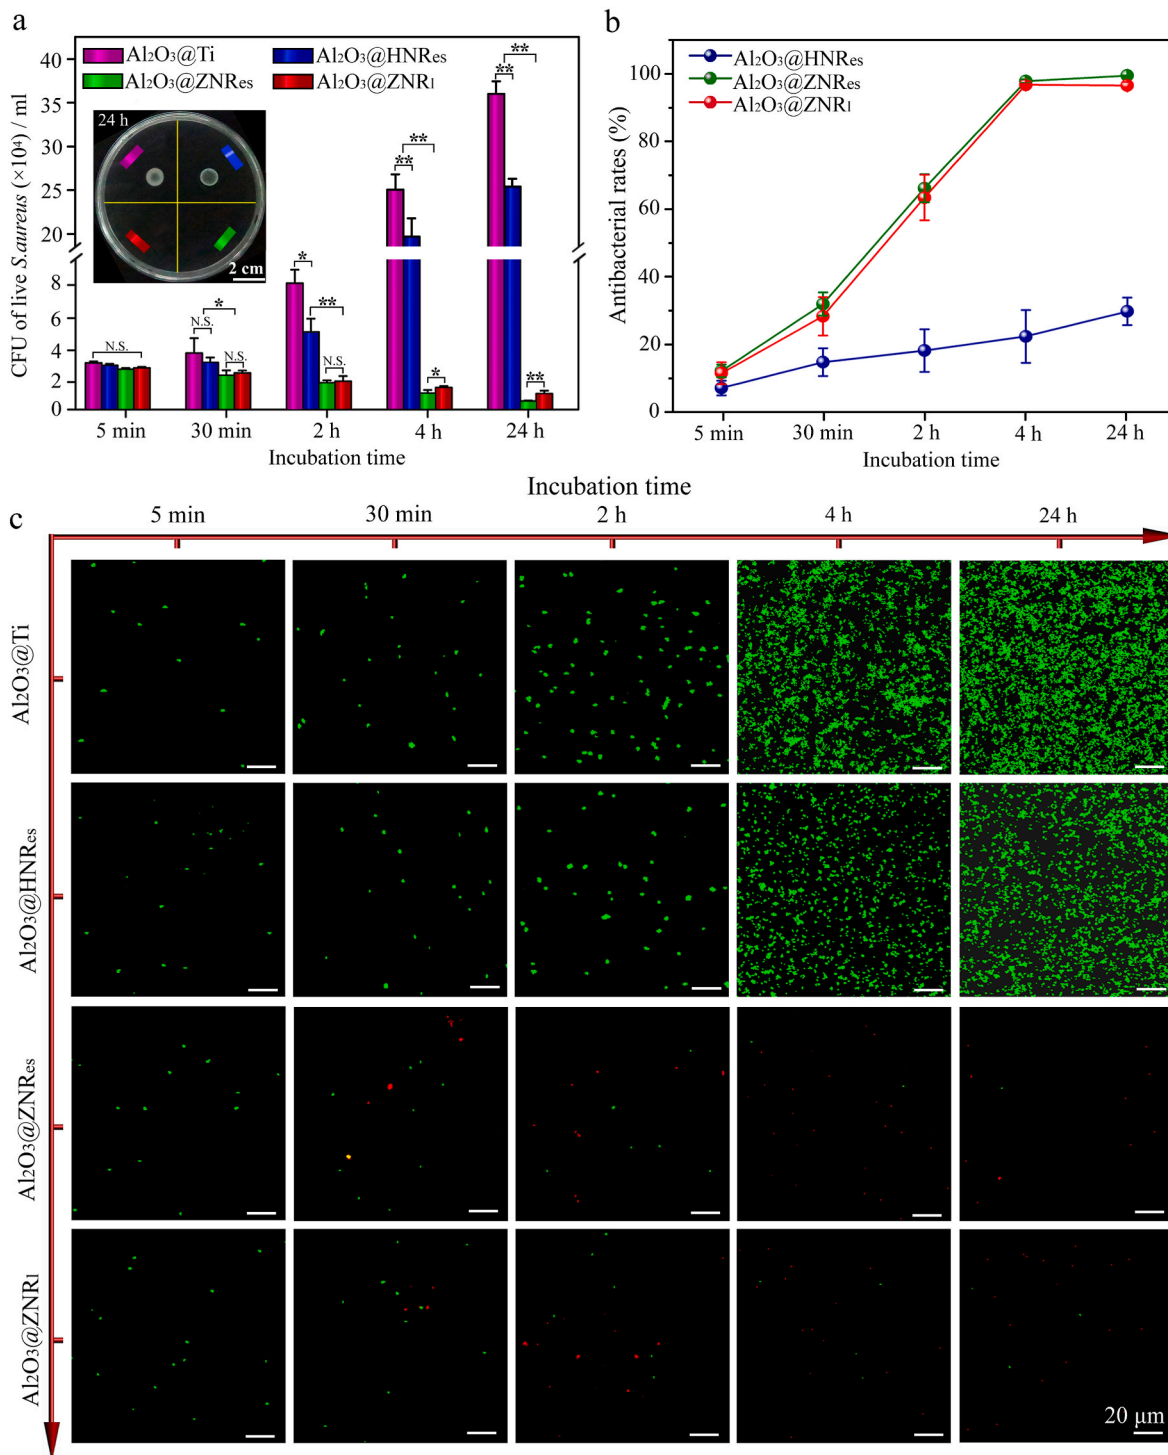 a
Al2O3@Ti
Al2O3@HNRes
Al2O3@ZNRes
Al2O3@ZNRl
CFU of live S.aureus (×10⁴) / ml
40
35
30
25
20
8
6
4
2
0
24 h
2 cm
N.S.
N.S.
*
N.S.
*
**
N.S.
**
**
*
**
**
**
5 min
30 min
2 h
4 h
24 h
Incubation time
b
Al2O3@HNRes
Al2O3@ZNRes
Al2O3@ZNRl
Antibacterial rates (%)
100
80
60
40
20
0
5 min
30 min
2 h
4 h
24 h
Incubation time
c
Incubation time
5 min
30 min
2 h
4 h
24 h
Al2O3@Ti
Al2O3@HNRes
Al2O3@ZNRes
Al2O3@ZNRl
20 μm